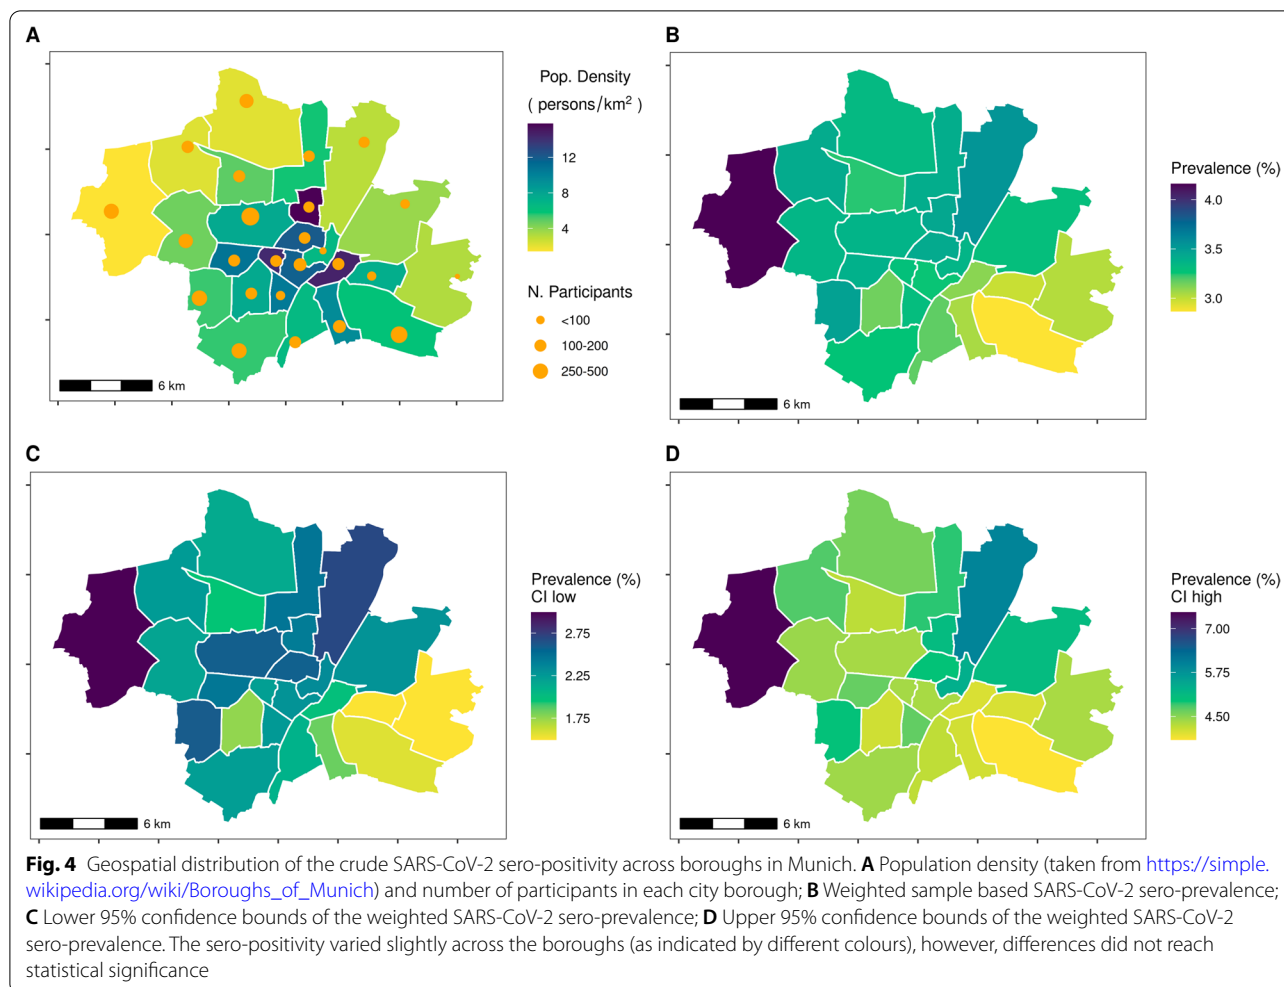 A
Pop. Density
( persons/km² )
12
8
4
N. Participants
<100
100-200
250-500
6 km
B
Prevalence (%)
4.0
3.5
3.0
6 km
C
Prevalence (%)
CI low
2.75
2.25
1.75
6 km
D
Prevalence (%)
CI high
7.00
5.75
4.50
6 km
Fig. 4 Geospatial distribution of the crude SARS-CoV-2 sero-positivity across boroughs in Munich. A Population density (taken from https://simple.
wikipedia.org/wiki/Boroughs_of_Munich) and number of participants in each city borough; B Weighted sample based SARS-CoV-2 sero-prevalence;
C Lower 95% confidence bounds of the weighted SARS-CoV-2 sero-prevalence; D Upper 95% confidence bounds of the weighted SARS-CoV-2
sero-prevalence. The sero-positivity varied slightly across the boroughs (as indicated by different colours), however, differences did not reach
statistical significance